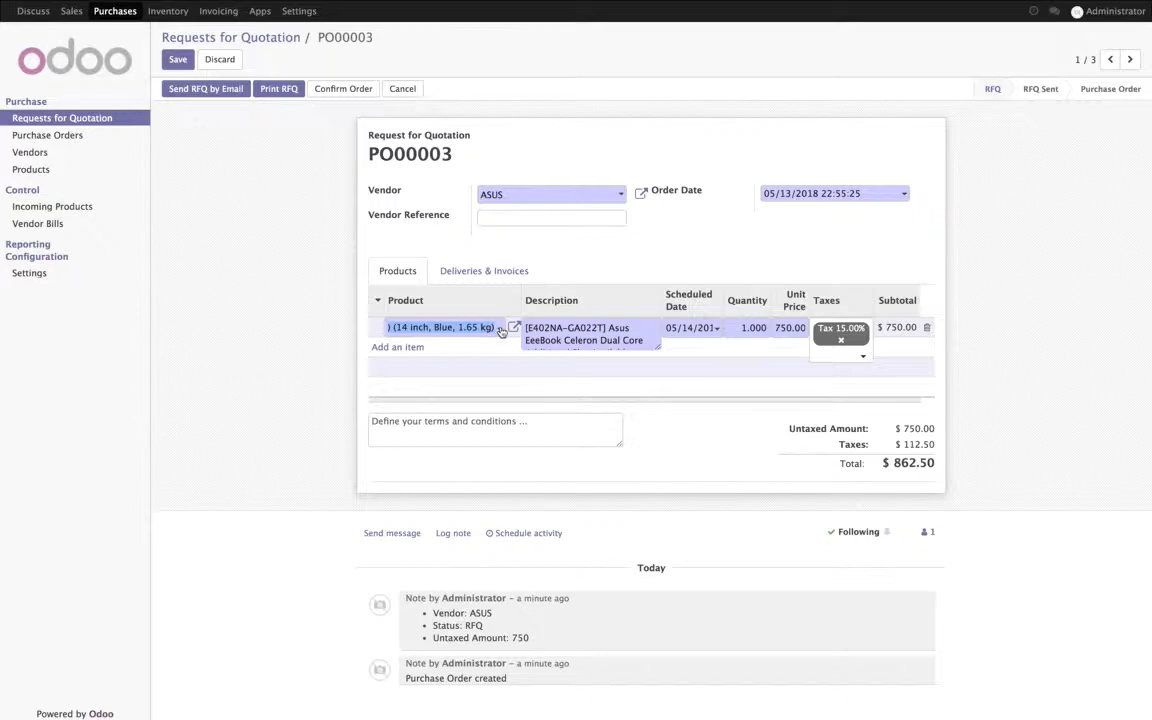 Discuss Sales Purchases Inventory Invoicing Apps Settings Administrator
odoo
Requests for Quotation / PO00003
Save Discard 1 / 3
Send RFQ by Email Print RFQ Confirm Order Cancel RFQ RFQ Sent Purchase Order
Purchase
Requests for Quotation
Purchase Orders
Vendors
Products
Control
Incoming Products
Vendor Bills
Reporting
Configuration
Settings
Request for Quotation
PO00003
Vendor ASUS Order Date 05/13/2018 22:55:25
Vendor Reference
Products Deliveries & Invoices
Product Description Scheduled Date Quantity Unit Price Taxes Subtotal
) (14 inch, Blue, 1.65 kg) [E402NA-GA022T] Asus 05/14/201 1.000 750.00 Tax 15.00% $ 750.00
EeeBook Celeron Dual Core
Add an item
Define your terms and conditions ...
Untaxed Amount: $ 750.00
Taxes: $ 112.50
Total: $ 862.50
Send message Log note Schedule activity Following 1
Today
Note by Administrator – a minute ago
• Vendor: ASUS
• Status: RFQ
• Untaxed Amount: 750
Note by Administrator – a minute ago
Purchase Order created
Powered by Odoo